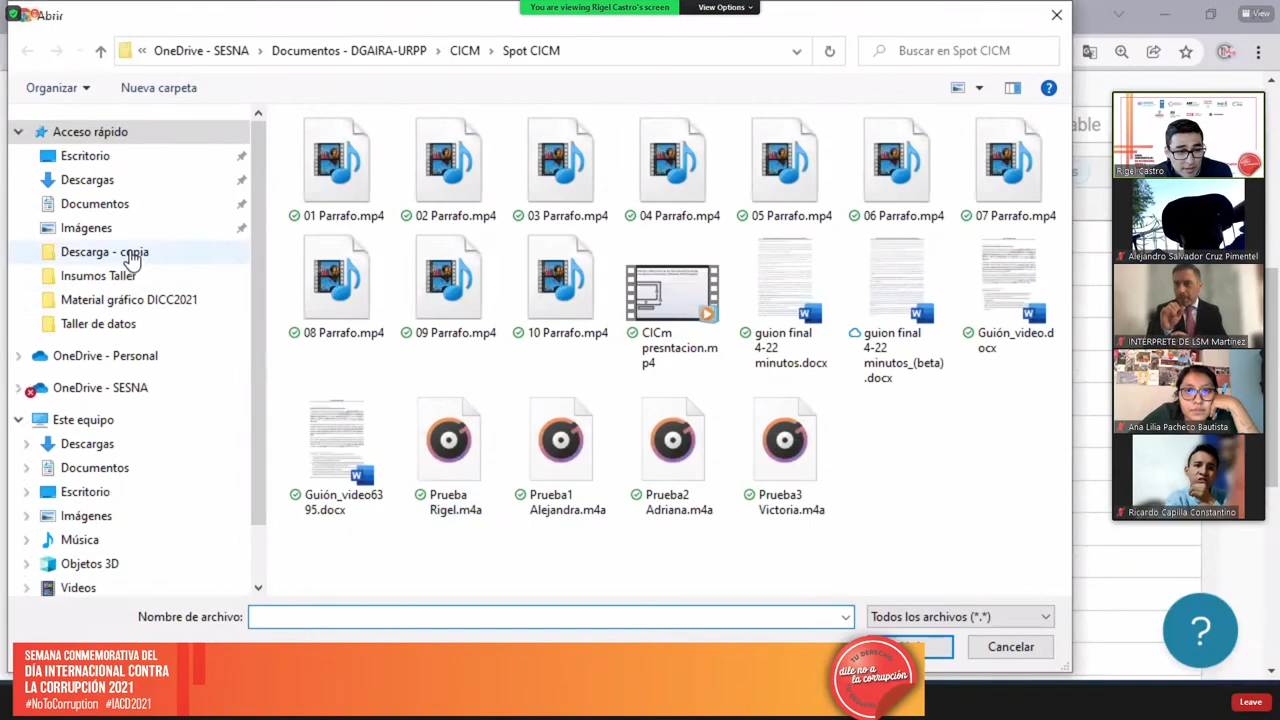 Abrir
You are viewing Rigel Castro's screen
View Options
View
« OneDrive - SESNA > Documentos - DGAIRA-URPP > CICM > Spot CICM
Buscar en Spot CICM
Organizar
Nueva carpeta
Acceso rápido
Escritorio
Descargas
Documentos
Imágenes
Descarga - copia
Insumos Taller
Material gráfico DICC2021
Taller de datos
OneDrive - Personal
OneDrive - SESNA
Este equipo
Descargas
Documentos
Escritorio
Imágenes
Música
Objetos 3D
Videos
01 Parrafo.mp4
02 Parrafo.mp4
03 Parrafo.mp4
04 Parrafo.mp4
05 Parrafo.mp4
06 Parrafo.mp4
07 Parrafo.mp4
08 Parrafo.mp4
09 Parrafo.mp4
10 Parrafo.mp4
CICm
presntacion.m
p4
guion final
4-22
minutos.docx
guion final
4-22
minutos_(beta)
.docx
Guión_video.d
ocx
Guión_video63
95.docx
Prueba
Rigel.m4a
Prueba1
Alejandra.m4a
Prueba2
Adriana.m4a
Prueba3
Victoria.m4a
Nombre de archivo:
Todos los archivos (*.*)
Cancelar
Rigel Castro
Alejandro Salvador Cruz Pimentel
INTÉRPRETE DE LSM Martínez
Ana Lilia Pacheco Bautista
Ricardo Capilla Constantino
?
SEMANA CONMEMORATIVA DEL
DÍA INTERNACIONAL CONTRA
LA CORRUPCIÓN 2021
#NoToCorruption #IACD2021
TU DERECHO
dile no a
la corrupción
Leave